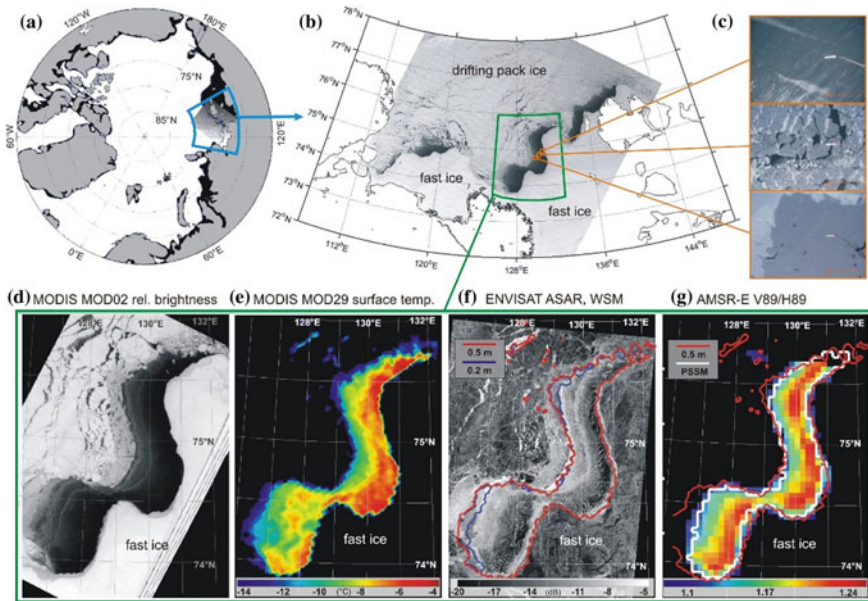 (a)
120°W
180°E
75°N
85°N
60°W
120°E
0°E
60°E
(b)
78°N
77°N
76°N
75°N
74°N
73°N
72°N
112°E
120°E
128°E
136°E
144°E
drifting pack ice
fast ice
fast ice
(c)
(d) MODIS MOD02 rel. brightness
128°E
130°E
132°E
75°N
74°N
fast ice
(e) MODIS MOD29 surface temp.
128°E
130°E
75°N
74°N
fast ice
-14 -12 -10 (°C) -8 -6 -4
(f) ENVISAT ASAR, WSM
0.5 m
0.2 m
128°E
130°E
132°E
75°N
74°N
fast ice
-20 -17 -14 (dB) -11 -8 -5
(g) AMSR-E V89/H89
0.5 m
PSSM
128°E
130°E
132°E
75°N
74°N
fast ice
1.1 1.17 1.24